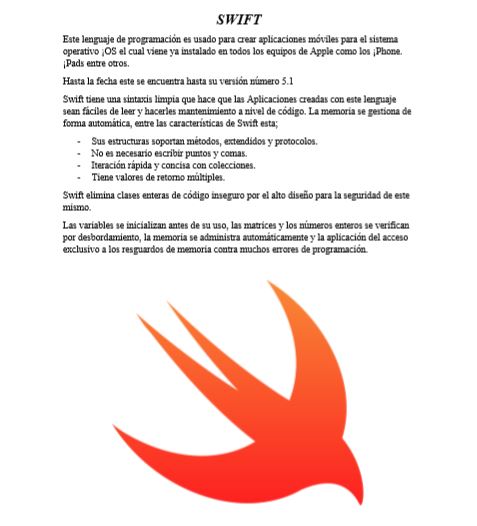 SWIFT
Este lenguaje de programación es usado para crear aplicaciones móviles para el sistema
operativo ¡OS el cual viene ya instalado en todos los equipos de Apple como los ¡Phone.
¡Pads entre otros.
Hasta la fecha este se encuentra hasta su versión número 5.1
Swift tiene una sintaxis limpia que hace que las Aplicaciones creadas con este lenguaje
sean fáciles de leer y hacerles mantenimiento a nivel de código. La memoria se gestiona de
forma automática, entre las características de Swift esta;
- Sus estructuras soportan métodos, extendidos y protocolos.
- No es necesario escribir puntos y comas.
- Iteración rápida y concisa con colecciones.
- Tiene valores de retorno múltiples.
Swift elimina clases enteras de código inseguro por el alto diseño para la seguridad de este
mismo.
Las variables se inicializan antes de su uso, las matrices y los números enteros se verifican
por desbordamiento, la memoria se administra automáticamente y la aplicación del acceso
exclusivo a los resguardos de memoria contra muchos errores de programación.